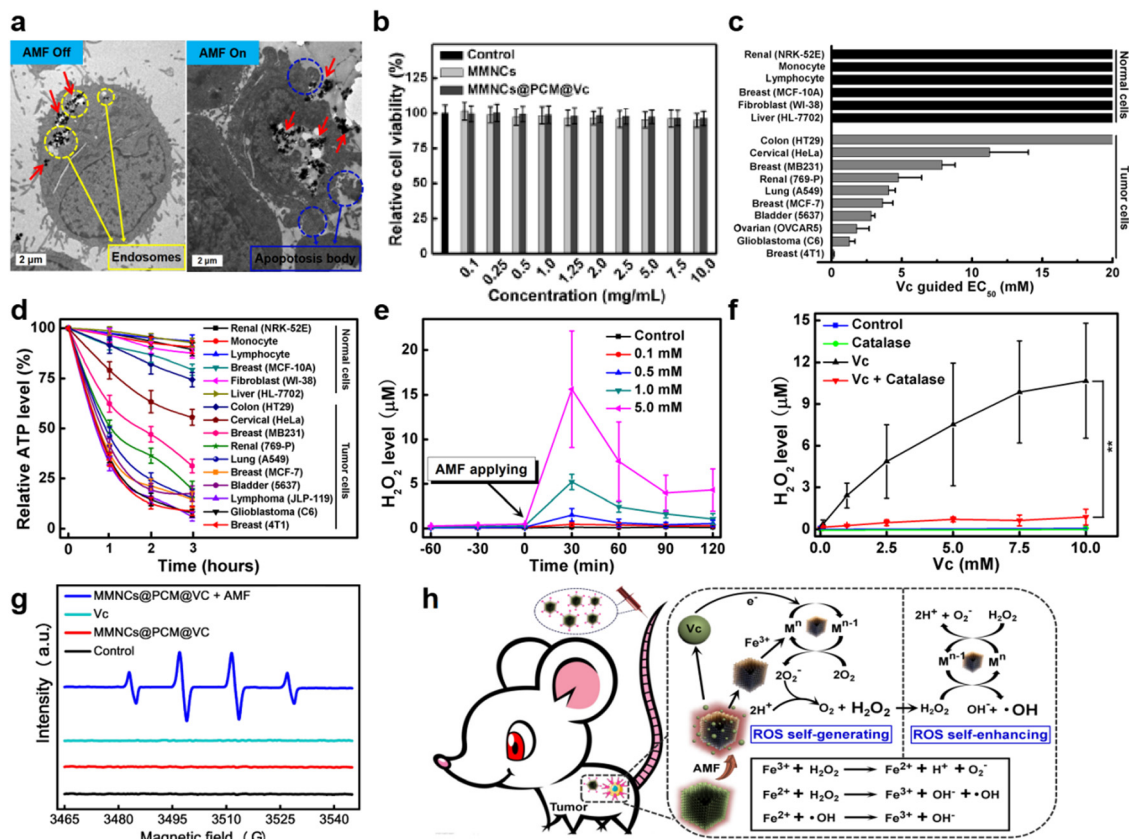 a
AMF Off
AMF On
2 µm
Endosomes
2 µm
Apopotosis body
b
Relative cell viability (%)
150
125
100
75
50
25
0
Control
MMNCs
MMNCs@PCM@Vc
0.1
0.25
0.5
1.0
1.25
2.0
2.5
5.0
7.5
10.0
Concentration (mg/mL)
c
Renal (NRK-52E)
Monocyte
Lymphocyte
Breast (MCF-10A)
Fibroblast (WI-38)
Liver (HL-7702)
Normal cells
Colon (HT29)
Cervical (HeLa)
Breast (MB231)
Renal (769-P)
Lung (A549)
Breast (MCF-7)
Bladder (5637)
Ovarian (OVCAR5)
Glioblastoma (C6)
Breast (4T1)
Tumor cells
0 5 10 15 20
Vc guided EC50 (mM)
d
Relative ATP level (%)
100
75
50
25
0
Renal (NRK-52E)
Monocyte
Lymphocyte
Breast (MCF-10A)
Fibroblast (WI-38)
Liver (HL-7702)
Normal cells
Colon (HT29)
Cervical (HeLa)
Breast (MB231)
Renal (769-P)
Lung (A549)
Breast (MCF-7)
Bladder (5637)
Lymphoma (JLP-119)
Glioblastoma (C6)
Breast (4T1)
Tumor cells
0 1 2 3
Time (hours)
e
H2O2 level (µM)
20
15
10
5
0
Control
0.1 mM
0.5 mM
1.0 mM
5.0 mM
AMF applying
-60 -30 0 30 60 90 120
Time (min)
f
H2O2 level (µM)
15
12
9
6
3
0
Control
Catalase
Vc
Vc + Catalase
**
0.0 2.5 5.0 7.5 10.0
Vc (mM)
g
Intensity (a.u.)
MMNCs@PCM@VC + AMF
Vc
MMNCs@PCM@VC
Control
3465 3480 3495 3510 3525 3540
Magnetic field (G)
h
Tumor
Vc
e-
Fe3+
Mn
Mn-1
2O2-
2O2
2H+
O2 + H2O2
ROS self-generating
AMF
2H+ + O2-
H2O2
Mn-1
Mn
H2O2
OH- + •OH
ROS self-enhancing
Fe3+ + H2O2 → Fe2+ + H+ + O2-
Fe2+ + H2O2 → Fe3+ + OH- + •OH
Fe2+ + •OH → Fe3+ + OH-